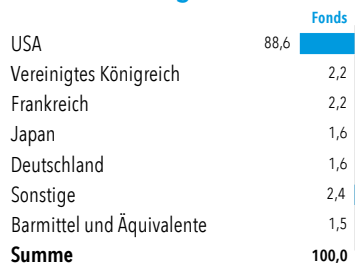 Fonds
USA 88,6
Vereinigtes Königreich 2,2
Frankreich 2,2
Japan 1,6
Deutschland 1,6
Sonstige 2,4
Barmittel und Äquivalente 1,5
Summe 100,0